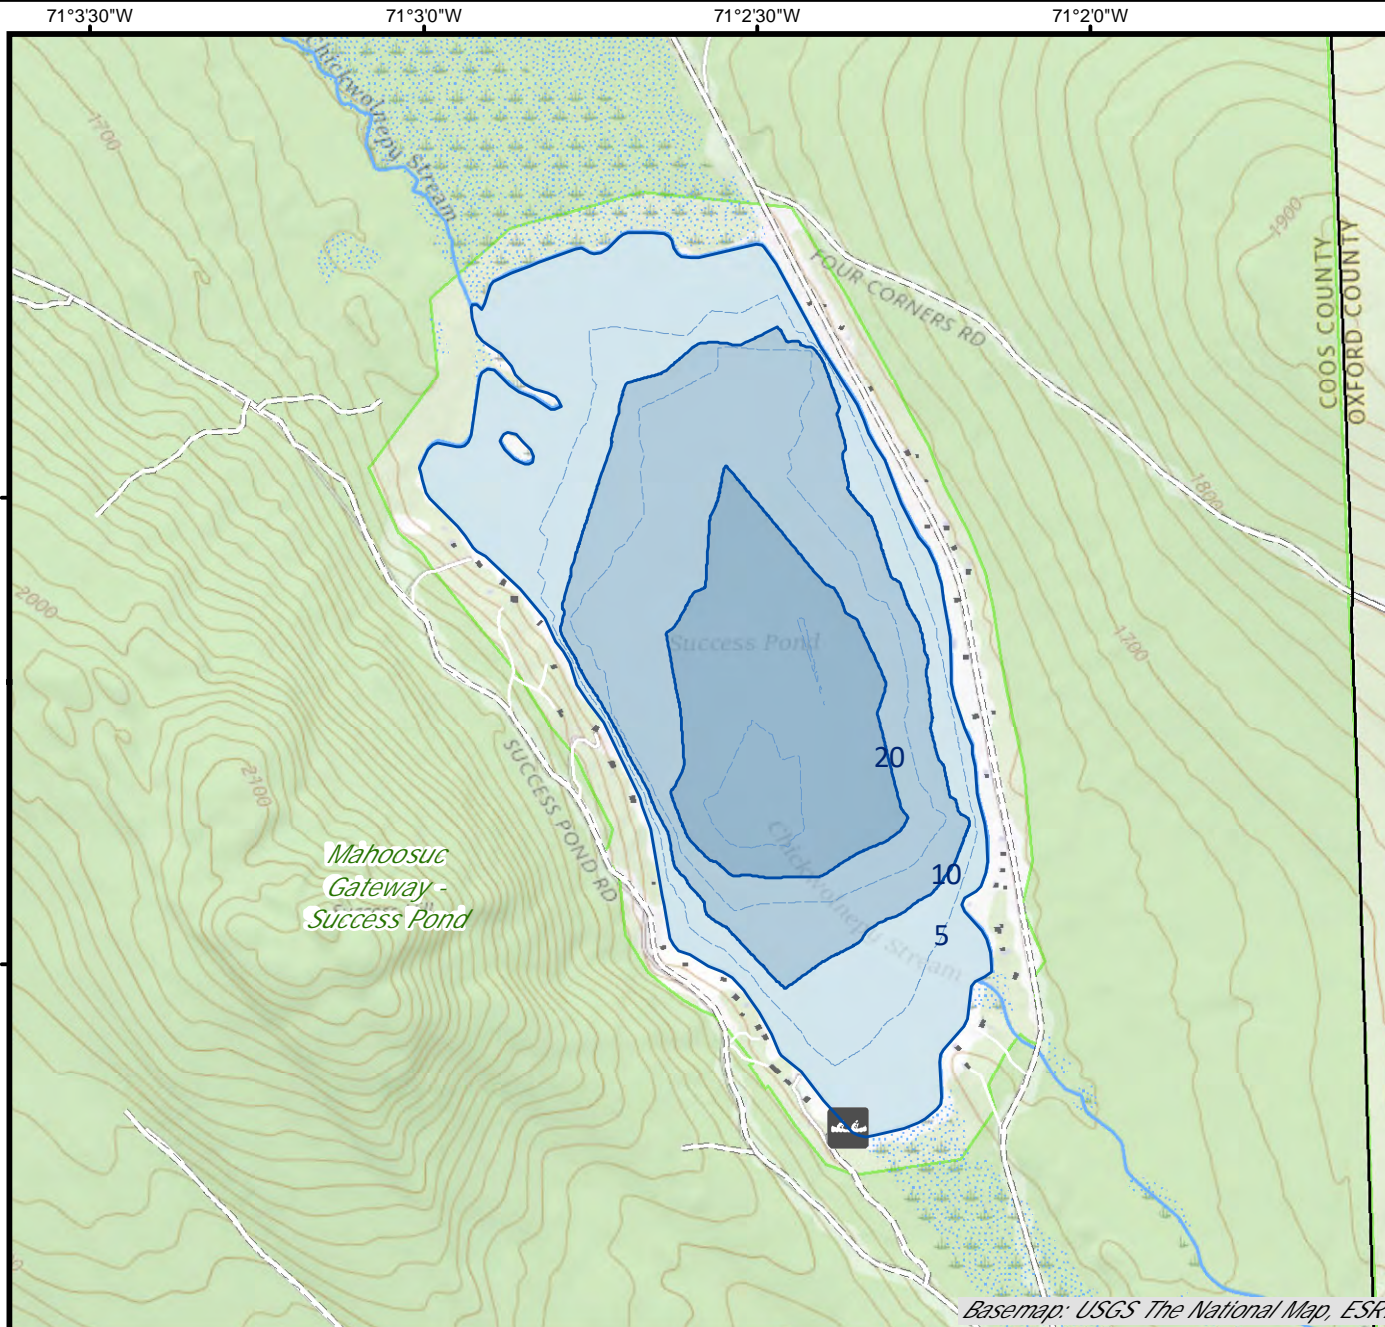 71°3'30"W
71°3'0"W
71°2'30"W
71°2'0"W
Chickwolnepu Stream
1700
1900
FOUR CORNERS RD
COOS COUNTY
OXFORD COUNTY
1800
2000
Success Pond
1700
2100
SUCCESS POND RD
20
Mahoosuc
Gateway -
Success Pond
Chickwolnepu Stream
10
5
Basemap: USGS The National Map, ESR